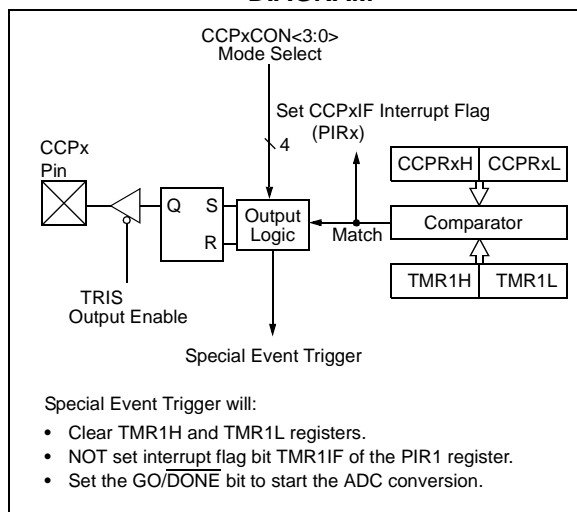 DIAGRAM
CCPxCON<3:0>
Mode Select
Set CCPxIF Interrupt Flag
(PIRx)
4
CCPx
Pin
CCPRxH CCPRxL
Q S
R
Output
Logic
Match
Comparator
TMR1H TMR1L
TRIS
Output Enable
Special Event Trigger
Special Event Trigger will:
• Clear TMR1H and TMR1L registers.
• NOT set interrupt flag bit TMR1IF of the PIR1 register.
• Set the GO/DONE bit to start the ADC conversion.